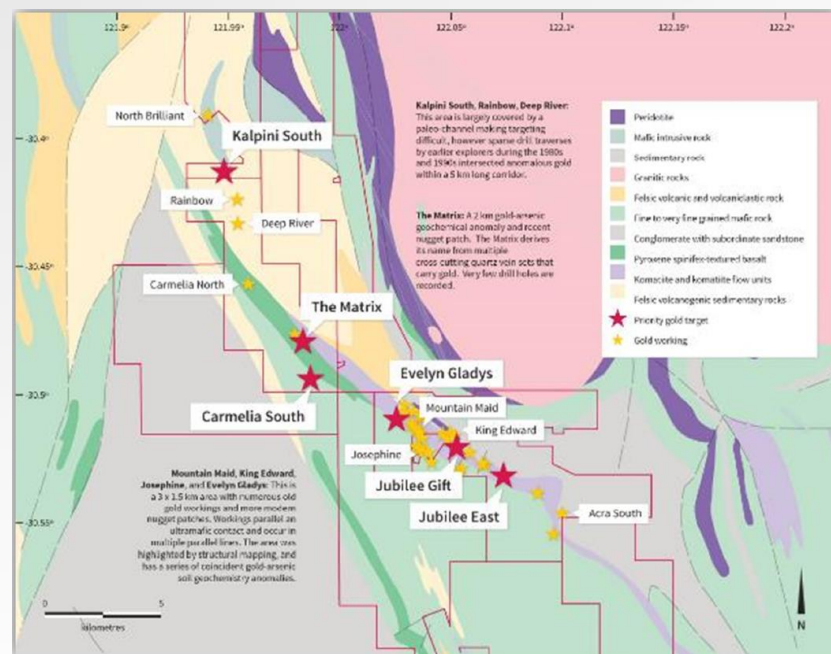 121.9° 121.95° 122° 122.05° 122.1° 122.15° 122.2°
-30.4°
-30.45°
-30.5°
-30.55°
North Brilliant
Kalpini South
Rainbow
Deep River
Carmelia North
The Matrix
Carmelia South
Evelyn Gladys
Mountain Maid
King Edward
Josephine
Jubilee Gift
Jubilee East
Acra South
Kalpini South, Rainbow, Deep River:
This area is largely covered by a
paleo-channel making targeting
difficult, however sparse drill traverses
by earlier explorers during the 1980s
and 1990s intersected anomalous gold
within a 5 km long corridor.
The Matrix: A 2 km gold-arsenic
geochemical anomaly and recent
nugget patch. The Matrix derives
its name from multiple
cross-cutting quartz vein sets that
carry gold. Very few drill holes are
recorded.
Peridotite
Mafic intrusive rock
Sedimentary rock
Granitic rocks
Felsic volcanic and volcaniclastic rock
Fine to very fine grained mafic rock
Conglomerate with subordinate sandstone
Pyroxene spinifex-textured basalt
Komatiite and komatiite flow units
Felsic volcanogenic sedimentary rocks
Priority gold target
Gold working
Mountain Maid, King Edward,
Josephine, and Evelyn Gladys: This is
a 3 x 1.5 km area with numerous old
gold workings and more modern
nugget patches. Workings parallel an
ultramafic contact and occur in
multiple parallel lines. The area was
highlighted by structural mapping, and
has a series of coincident gold-arsenic
soil geochemistry anomalies.
0 5
kilometres
N